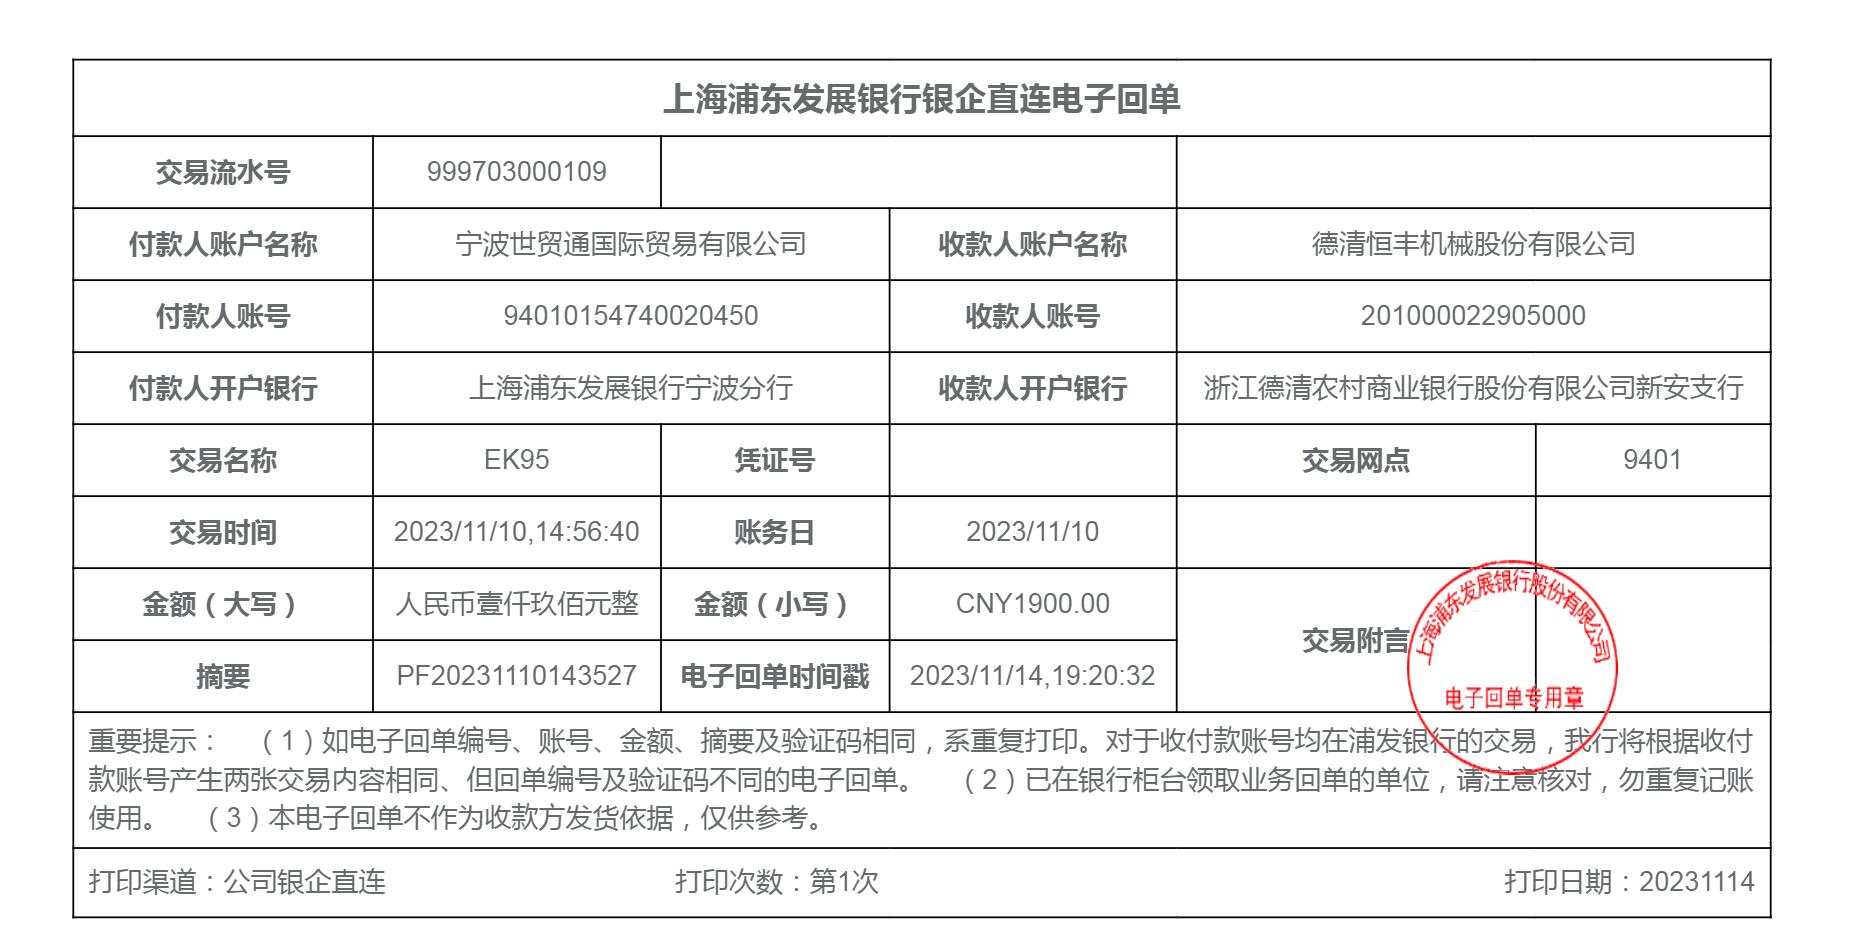 上海浦东发展银行银企直连电子回单
交易流水号 999703000109
付款人账户名称 宁波世贸通国际贸易有限公司 收款人账户名称 德清恒丰机械股份有限公司
付款人账号 94010154740020450 收款人账号 201000022905000
付款人开户银行 上海浦东发展银行宁波分行 收款人开户银行 浙江德清农村商业银行股份有限公司新安支行
交易名称 EK95 凭证号 交易网点 9401
交易时间 2023/11/10,14:56:40 账务日 2023/11/10
金额（大写） 人民币壹仟玖佰元整 金额（小写） CNY1900.00
交易附言
摘要 PF20231110143527 电子回单时间戳 2023/11/14,19:20:32
上海浦东发展银行股份有限公司
电子回单专用章
重要提示： （1）如电子回单编号、账号、金额、摘要及验证码相同，系重复打印。对于收付款账号均在浦发银行的交易，我行将根据收付
款账号产生两张交易内容相同、但回单编号及验证码不同的电子回单。 （2）已在银行柜台领取业务回单的单位，请注意核对，勿重复记账
使用。 （3）本电子回单不作为收款方发货依据，仅供参考。
打印渠道：公司银企直连 打印次数：第1次 打印日期：20231114